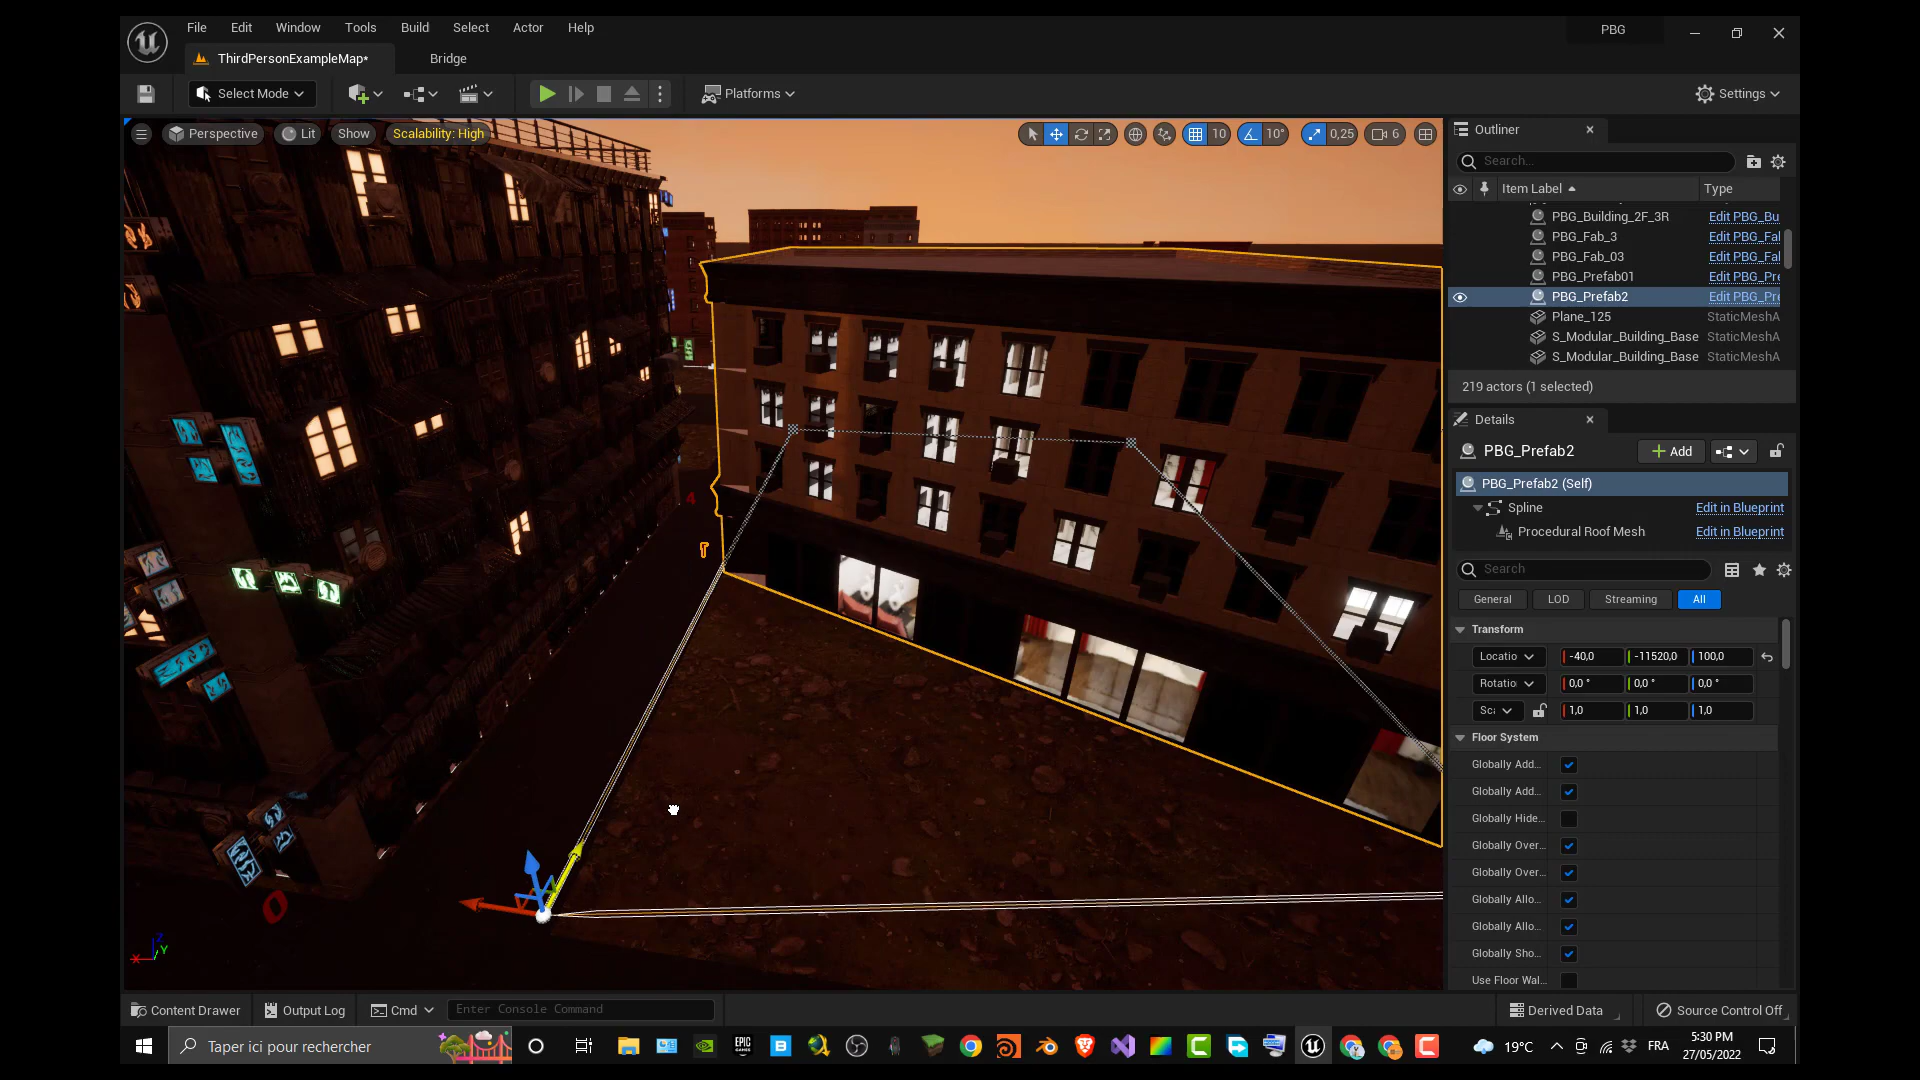 File Edit Window Tools Build Select Actor Help
PBG
ThirdPersonExampleMap*
Bridge
Select Mode
Platforms
Settings
Perspective
Lit
Show
Scalability: High
10
10°
0,25
6
Outliner
Search...
Item Label
Type
PBG_Building_2F_3R Edit PBG_Bu
PBG_Fab_3 Edit PBG_Fal
PBG_Fab_03 Edit PBG_Fal
PBG_Prefab01 Edit PBG_Pre
PBG_Prefab2 Edit PBG_Pre
Plane_125 StaticMeshA
S_Modular_Building_Base StaticMeshA
S_Modular_Building_Base StaticMeshA
219 actors (1 selected)
Details
PBG_Prefab2
Add
PBG_Prefab2 (Self)
Spline Edit in Blueprint
Procedural Roof Mesh Edit in Blueprint
Search
General LOD Streaming All
Transform
Locatio -40,0 -11520,0 100,0
Rotatio 0,0 ° 0,0 ° 0,0 °
Sc 1,0 1,0 1,0
Floor System
Globally Add...
Globally Add...
Globally Hide...
Globally Over...
Globally Over...
Globally Allo...
Globally Allo...
Globally Sho...
Use Floor Wal...
Z
X
Y
Content Drawer
Output Log
Cmd
Enter Console Command
Derived Data
Source Control Off
Taper ici pour rechercher
EPIC GAMES
19°C
FRA
5:30 PM
27/05/2022